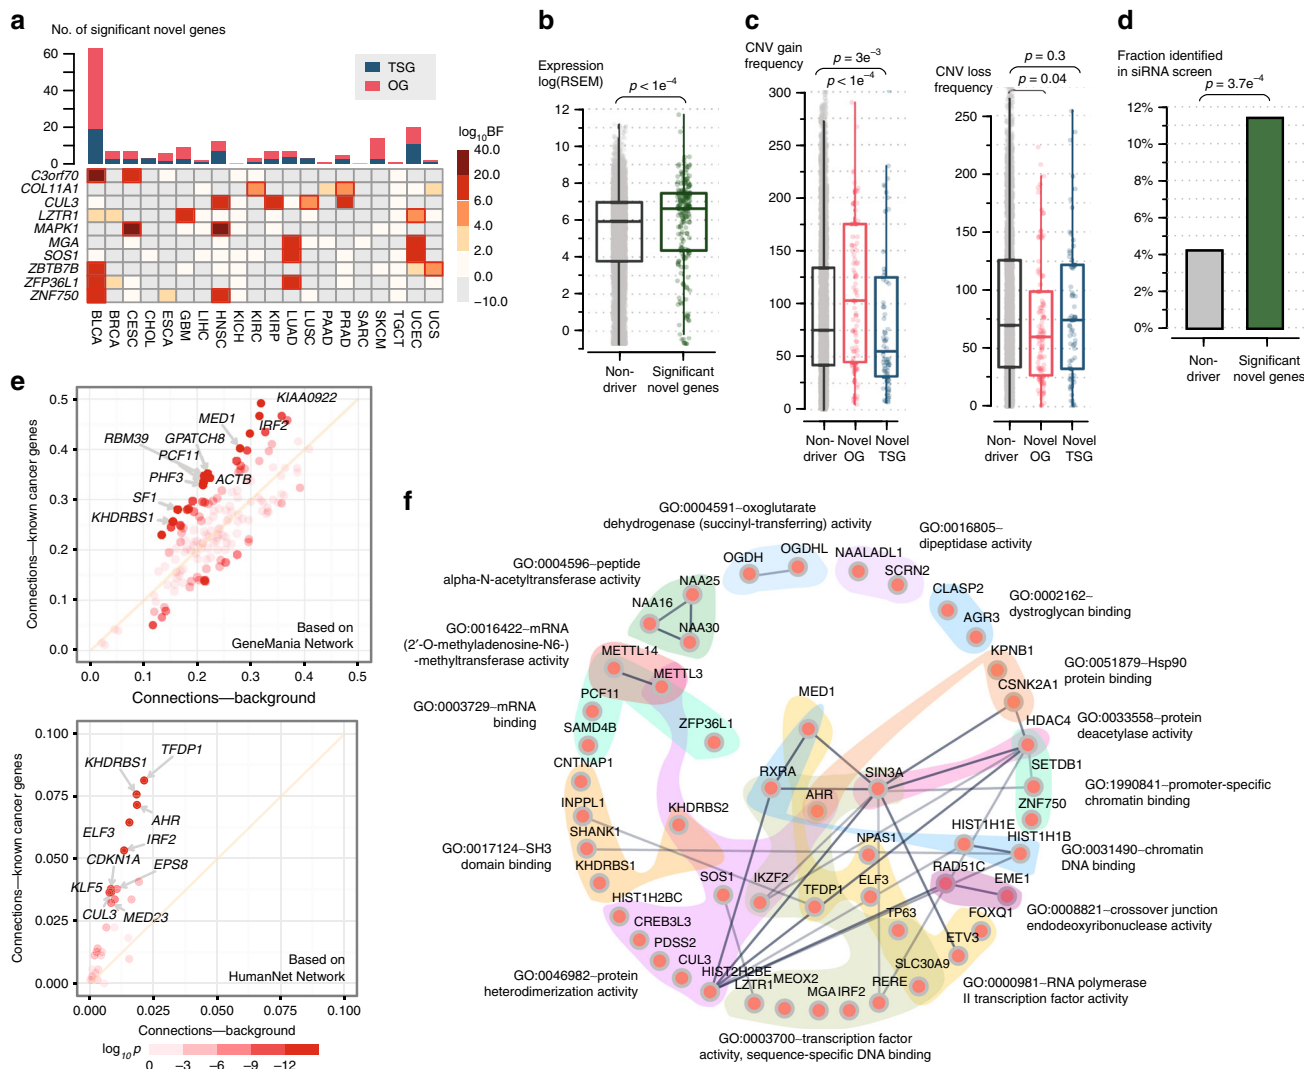 a
No. of significant novel genes
60
40
20
0
TSG
OG
log10BF
40.0
20.0
6.0
4.0
2.0
0.0
−10.0
C3orf70
COL11A1
CUL3
LZTR1
MAPK1
MGA
SOS1
ZBTB7B
ZFP36L1
ZNF750
BLCA
BRCA
CESC
CHOL
ESCA
GBM
LIHC
HNSC
KICH
KIRC
KIRP
LUAD
LUSC
PAAD
PRAD
SARC
SKCM
TGCT
UCEC
UCS
b
Expression
log(RSEM)
p < 1e−4
12
10
8
6
4
2
0
Non-
driver
Significant
novel genes
c
CNV gain
frequency
p = 3e−3
p < 1e−4
300
250
200
150
100
50
0
Non-
driver
Novel
OG
Novel
TSG
CNV loss
frequency
p = 0.3
p = 0.04
250
200
150
100
50
0
Non-
driver
Novel
OG
Novel
TSG
d
Fraction identified
in siRNA screen
p = 3.7e−4
12%
10%
8%
6%
4%
2%
0%
Non-
driver
Significant
novel genes
e
Connections—known cancer genes
0.5
0.4
0.3
0.2
0.1
0.0
KIAA0922
MED1
IRF2
RBM39
GPATCH8
PCF11
PHF3
ACTB
SF1
KHDRBS1
Based on
GeneMania Network
0.0
0.1
0.2
0.3
0.4
0.5
Connections—background
Connections—known cancer genes
0.100
0.075
0.050
0.025
0.000
TFDP1
KHDRBS1
AHR
ELF3
IRF2
CDKN1A
EPS8
KLF5
CUL3
MED23
Based on
HumanNet Network
0.000
0.025
0.050
0.075
0.100
Connections—background
log10 p
0
−3
−6
−9
−12
f
GO:0004591−oxoglutarate
dehydrogenase (succinyl-transferring) activity
OGDH
OGDHL
GO:0016805−
dipeptidase activity
NAALADL1
SCRN2
GO:0004596−peptide
alpha-N-acetyltransferase activity
NAA25
NAA16
NAA30
CLASP2
AGR3
GO:0002162−
dystroglycan binding
GO:0016422−mRNA
(2′-O-methyladenosine-N6-)
-methyltransferase activity
METTL14
METTL3
KPNB1
CSNK2A1
GO:0051879−Hsp90
protein binding
GO:0003729−mRNA
binding
PCF11
SAMD4B
ZFP36L1
MED1
HDAC4
GO:0033558−protein
deacetylase activity
CNTNAP1
RXRA
SIN3A
SETDB1
GO:1990841−promoter-specific
chromatin binding
INPPL1
KHDRBS2
AHR
ZNF750
SHANK1
NPAS1
HIST1H1E
HIST1H1B
GO:0017124−SH3
domain binding
GO:0031490−chromatin
DNA binding
KHDRBS1
SOS1
IKZF2
TFDP1
ELF3
RAD51C
EME1
HIST1H2BC
TP63
FOXQ1
GO:0008821−crossover junction
endodeoxyribonuclease activity
CREB3L3
PDSS2
CUL3
ETV3
HIST2H2BE
LZTR1
MEOX2
MGA
IRF2
RERE
SLC30A9
GO:0046982−protein
heterodimerization activity
GO:0000981−RNA polymerase
II transcription factor activity
GO:0003700−transcription factor
activity, sequence-specific DNA binding